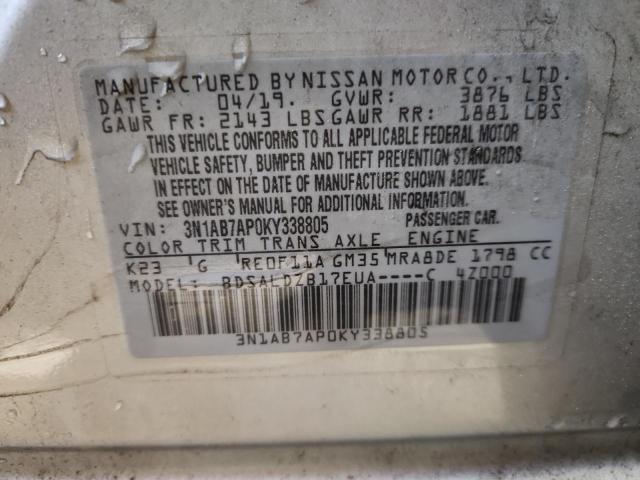 MANUFACTURED BY NISSAN MOTOR CO., LTD.
DATE: 04/19. GVWR: 3876 LBS
GAWR FR: 2143 LBS GAWR RR: 1881 LBS
THIS VEHICLE CONFORMS TO ALL APPLICABLE FEDERAL MOTOR
VEHICLE SAFETY, BUMPER AND THEFT PREVENTION STANDARDS
IN EFFECT ON THE DATE OF MANUFACTURE SHOWN ABOVE.
SEE OWNER'S MANUAL FOR ADDITIONAL INFORMATION.
VIN: 3N1AB7AP0KY338805 PASSENGER CAR.
COLOR TRIM TRANS AXLE ENGINE
K23 G RE0F11A GM35 MRA8DE 1798 CC
MODEL: BDSALDZB17EUA----C 4Z000
3N1AB7AP0KY338805